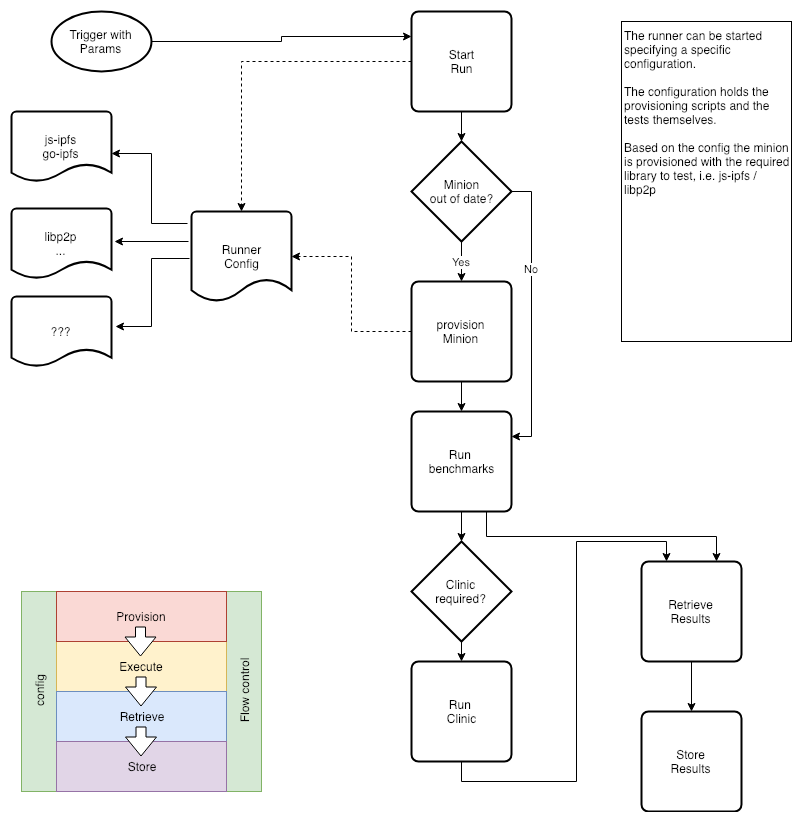 Trigger with
Params
Start
Run
The runner can be started
specifying a specific
configuration.
The configuration holds the
provisioning scripts and the
tests themselves.
Based on the config the minion
is provisioned with the required
library to test, i.e. js-ipfs /
libp2p
js-ipfs
go-ipfs
Minion
out of date?
libp2p
...
Runner
Config
Yes
No
???
provision
Minion
Run
benchmarks
Clinic
required?
Retrieve
Results
Provision
Execute
Retrieve
Store
config
Flow control
Run
Clinic
Store
Results